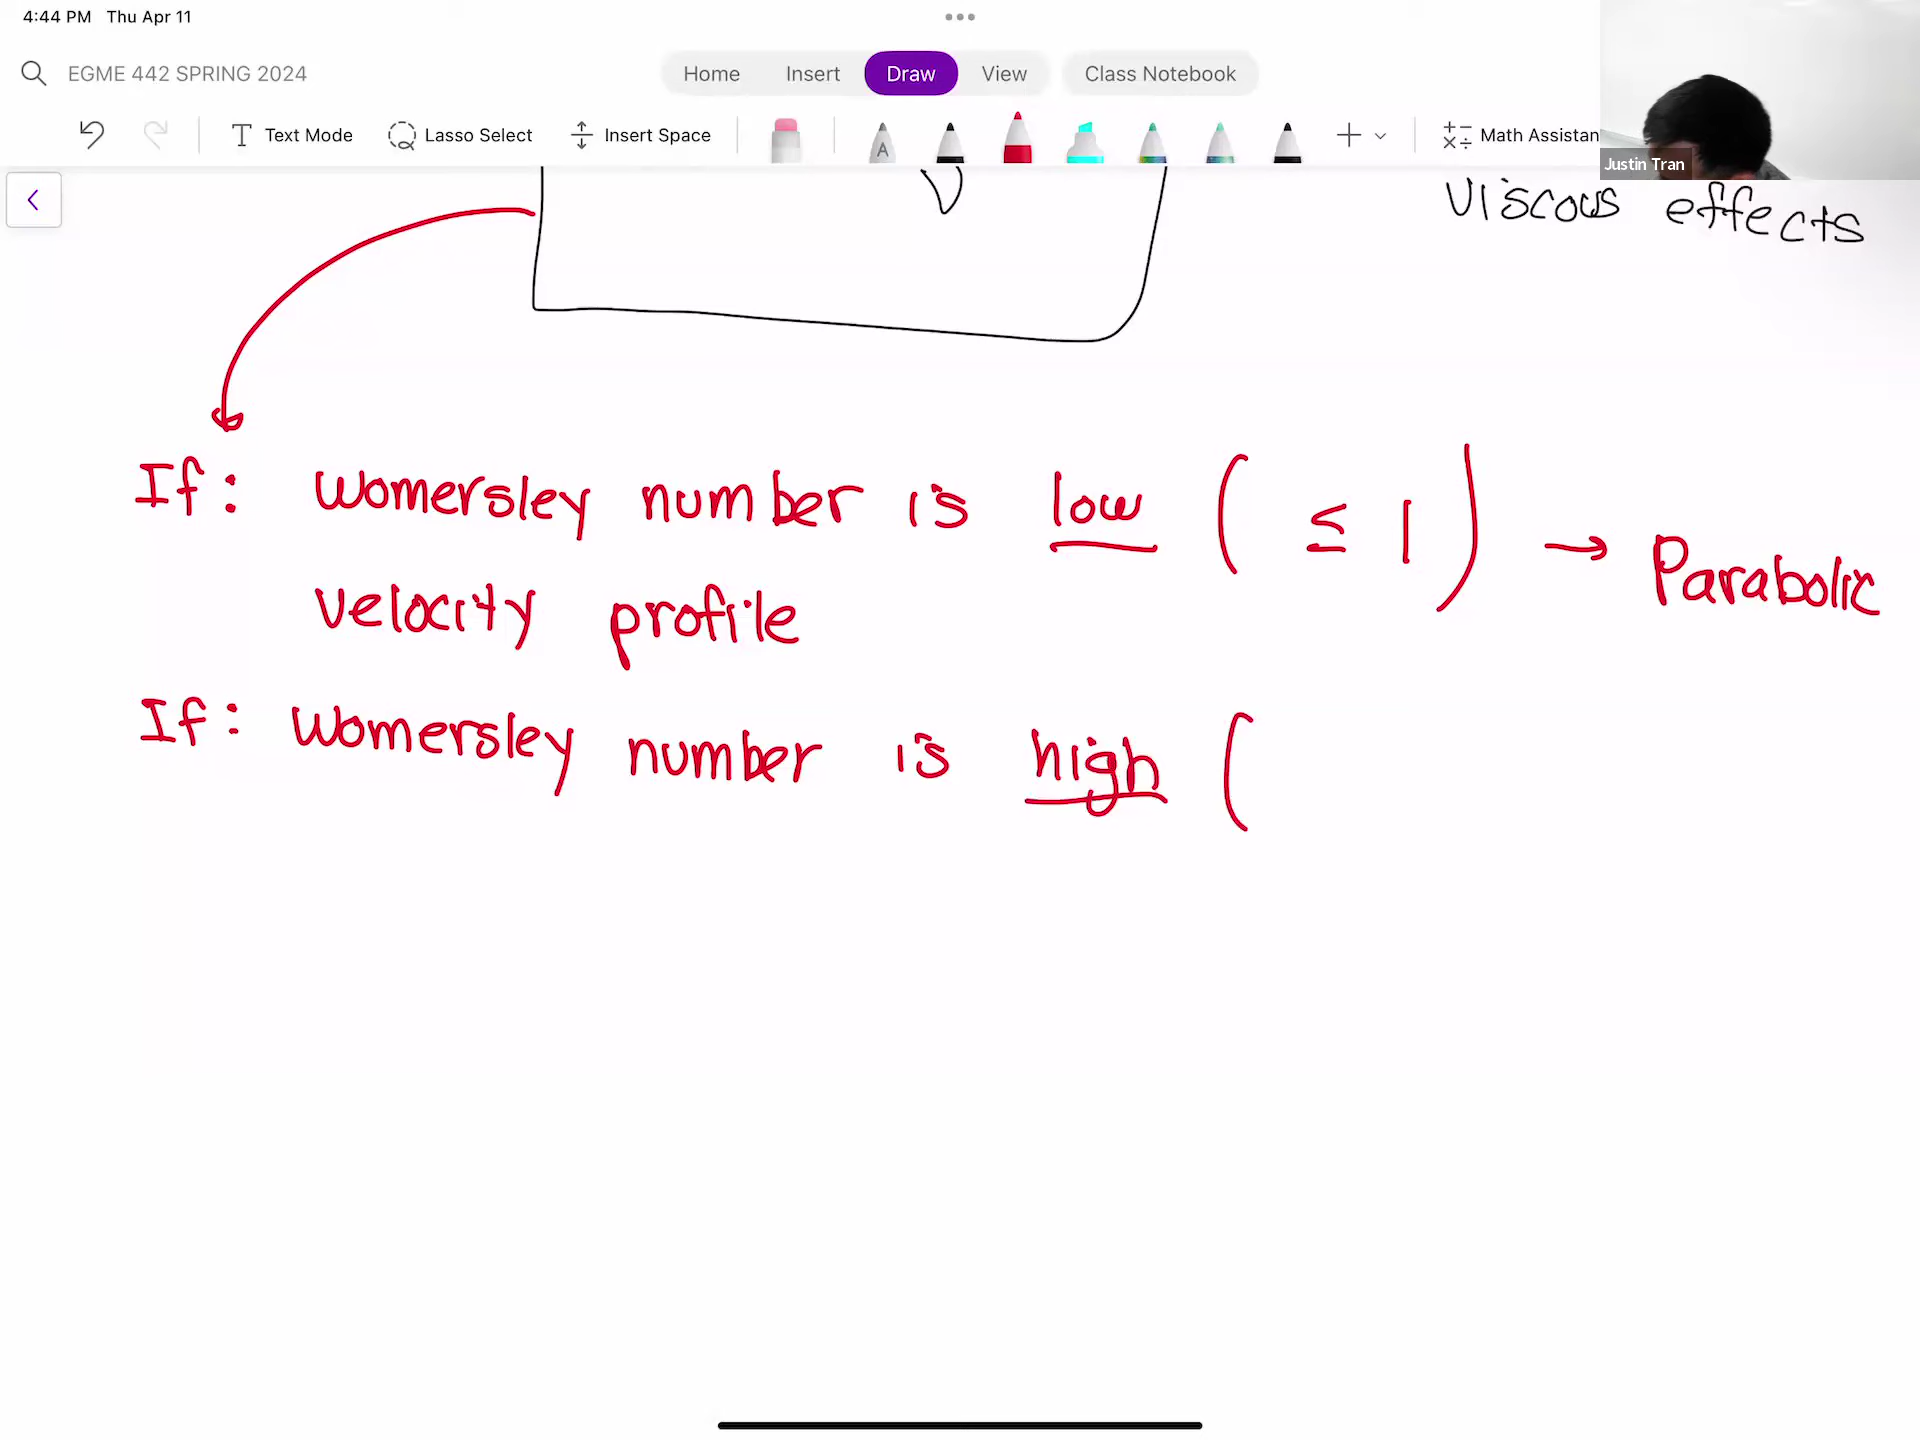 4:44 PM Thu Apr 11
EGME 442 SPRING 2024
Home Insert Draw View Class Notebook
Text Mode Lasso Select Insert Space A Math Assistan
Justin Tran
viscous effects
If: Womersley number is low ( ≤ 1 ) → Parabolic
velocity profile
If: Womersley number is high (